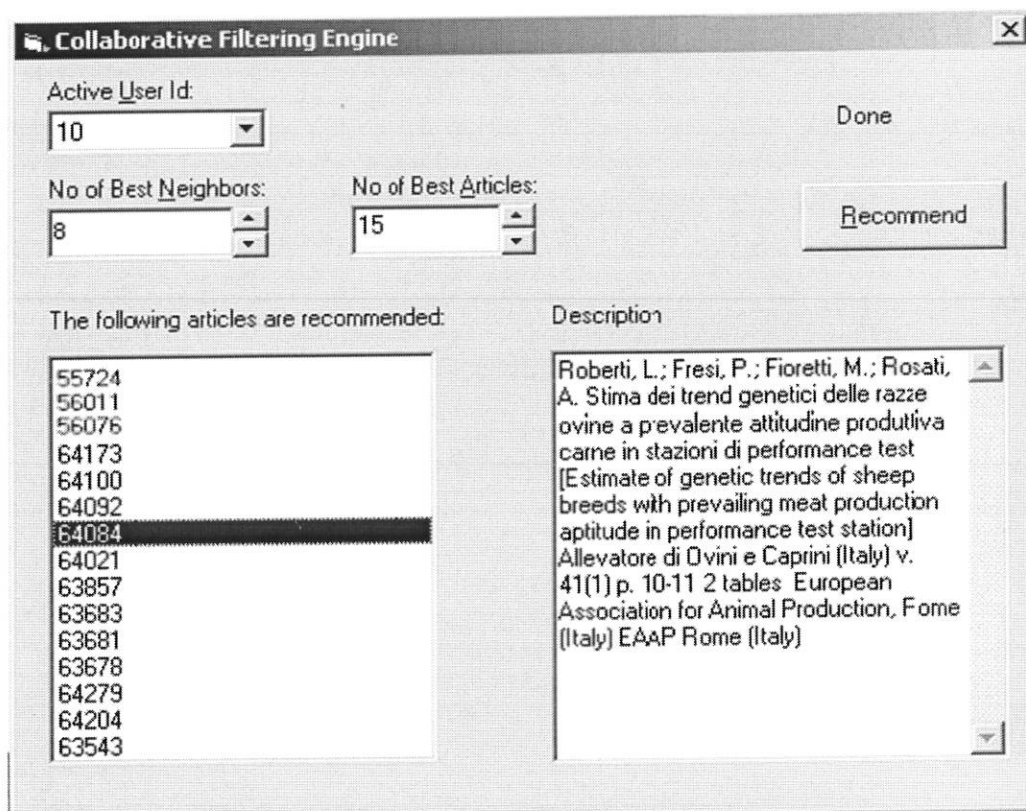 Collaborative Filtering Engine
Active User Id:
10
Done
No of Best Neighbors:
No of Best Articles:
8
15
Recommend
The following articles are recommended:
Description
55724
56011
56076
64173
64100
64092
64084
64021
63857
63683
63681
63678
64279
64204
63543
Roberti, L.; Fresi, P.; Fioretti, M.; Rosati,
A. Stima dei trend genetici delle razze
ovine a prevalente attitudine produttiva
carne in stazioni di performance test
[Estimate of genetic trends of sheep
breeds with prevailing meat production
aptitude in performance test station]
Allevatore di Ovini e Caprini (Italy) v.
41(1) p. 10-11 2 tables European
Association for Animal Production, Rome
(Italy) EAAP Rome (Italy)